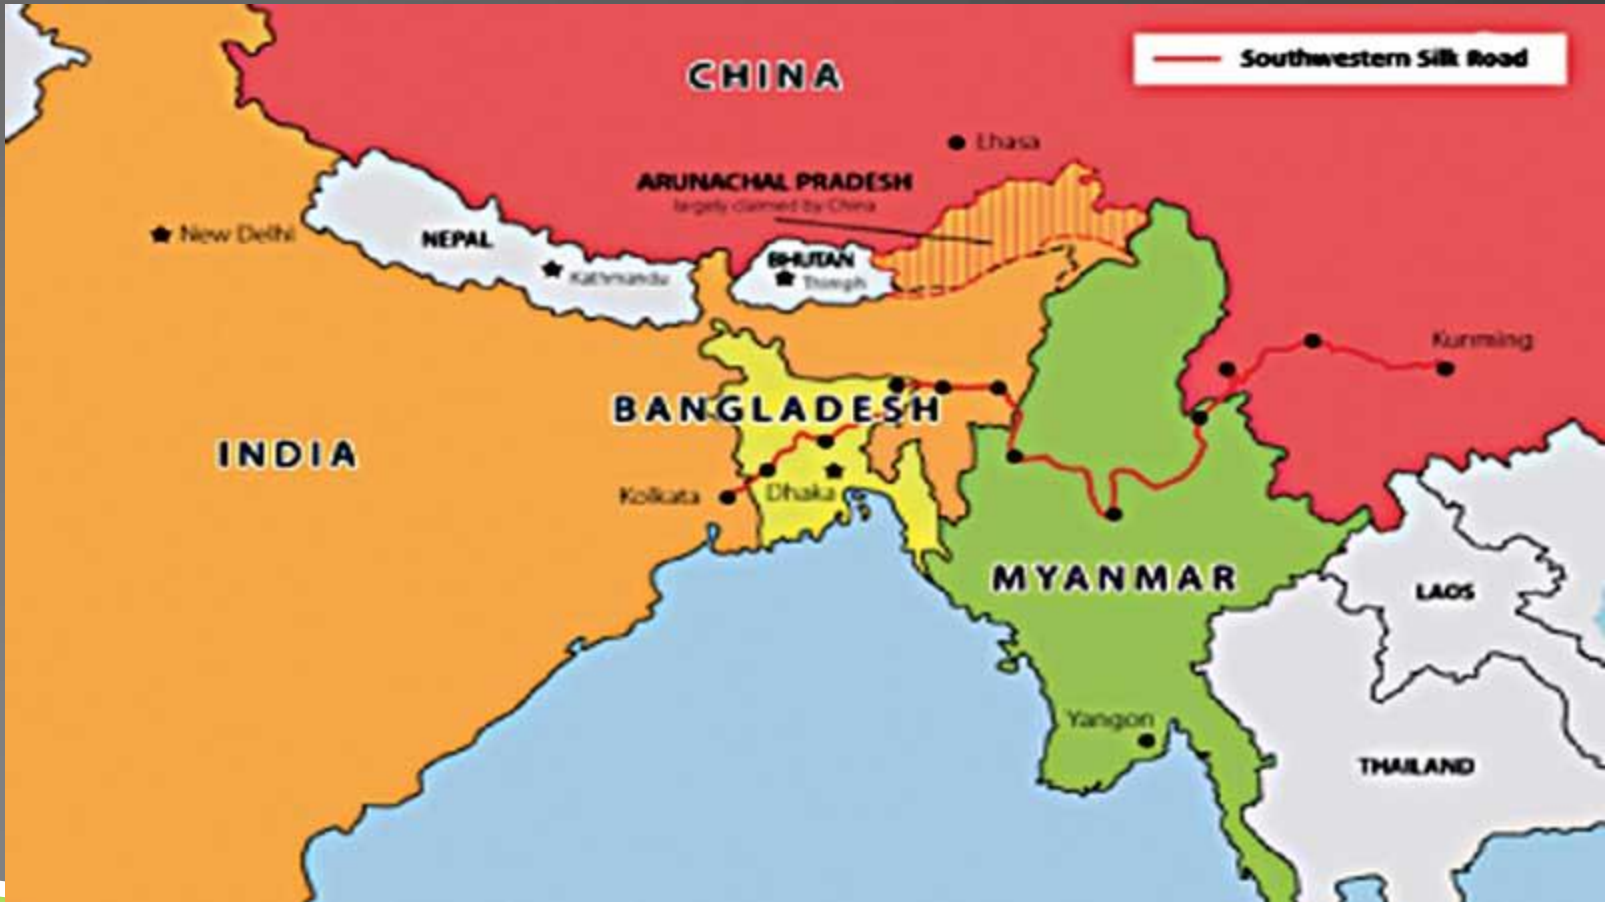 Southwestern Silk Road
CHINA
Lhasa
ARUNACHAL PRADESH
largely claimed by China
New Delhi
NEPAL
Kathmandu
BHUTAN
Thimph
Kunming
BANGLADESH
INDIA
Kolkata
Dhaka
MYANMAR
LAOS
Yangon
THAILAND